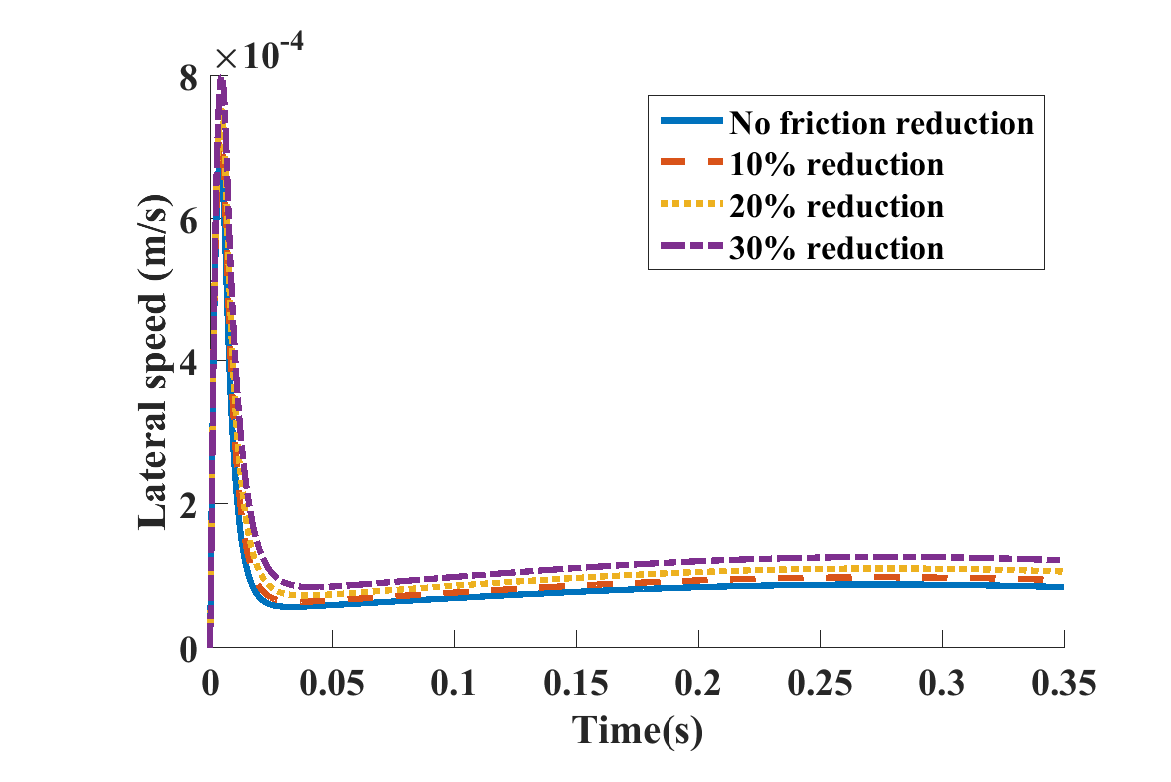 ×10-4
8
6
4
2
0
Lateral speed (m/s)
No friction reduction
10% reduction
20% reduction
30% reduction
0 0.05 0.1 0.15 0.2 0.25 0.3 0.35
Time(s)